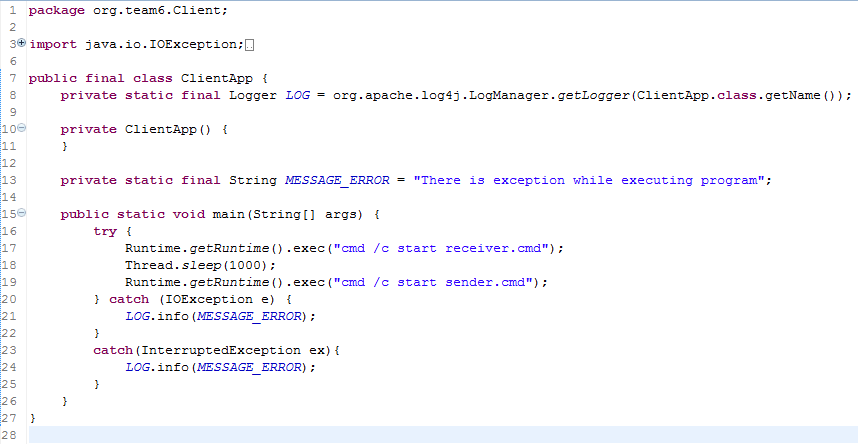 1 package org.team6.Client;
2
3 import java.io.IOException;
6
7 public final class ClientApp {
8     private static final Logger LOG = org.apache.log4j.LogManager.getLogger(ClientApp.class.getName());
9
10     private ClientApp() {
11     }
12
13     private static final String MESSAGE_ERROR = "There is exception while executing program";
14
15     public static void main(String[] args) {
16         try {
17             Runtime.getRuntime().exec("cmd /c start receiver.cmd");
18             Thread.sleep(1000);
19             Runtime.getRuntime().exec("cmd /c start sender.cmd");
20         } catch (IOException e) {
21             LOG.info(MESSAGE_ERROR);
22         }
23         catch(InterruptedException ex){
24             LOG.info(MESSAGE_ERROR);
25         }
26     }
27 }
28